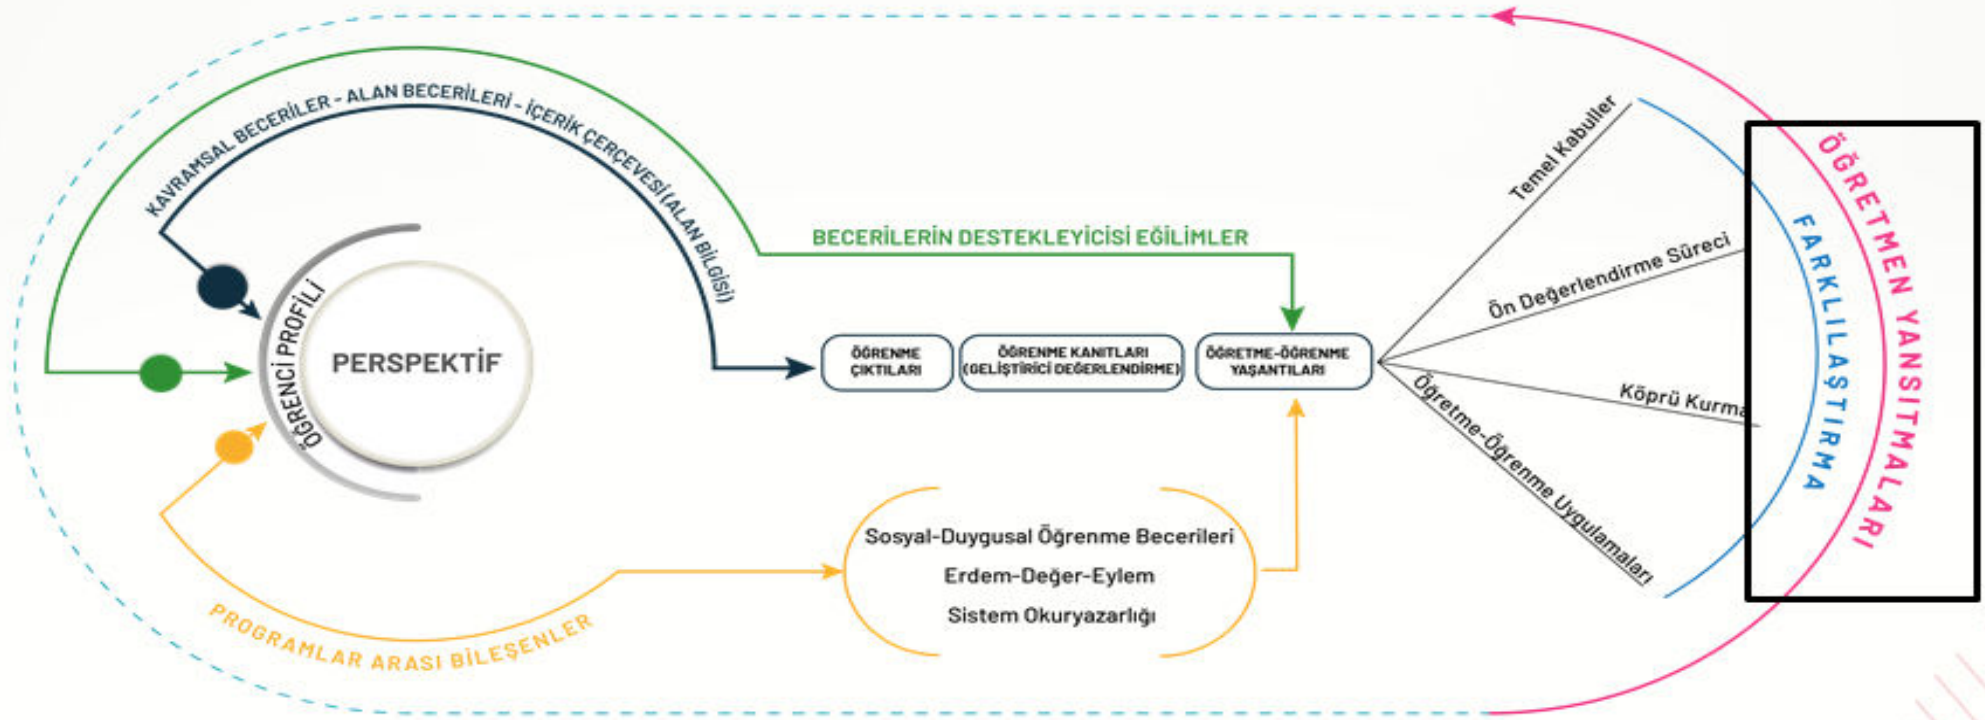 KAVRAMSAL BECERİLER - ALAN BECERİLERİ - İÇERİK ÇERÇEVESİ (ALAN BİLGİSİ)
BECERİLERİN DESTEKLEYİCİSİ EĞİLİMLER
ÖĞRENCİ PROFİLİ
PERSPEKTİF
ÖĞRENME
ÇIKTILARI
ÖĞRENME KANITLARI
(GELİŞTİRİCİ DEĞERLENDİRME)
ÖĞRETME-ÖĞRENME
YAŞANTILARI
Temel Kabuller
Ön Değerlendirme Süreci
Köprü Kurma
Öğretme-Öğrenme Uygulamaları
FARKLILAŞTIRMA
ÖĞRETMEN YANSITMALARI
Sosyal-Duygusal Öğrenme Becerileri
Erdem-Değer-Eylem
Sistem Okuryazarlığı
PROGRAMLAR ARASI BİLEŞENLER